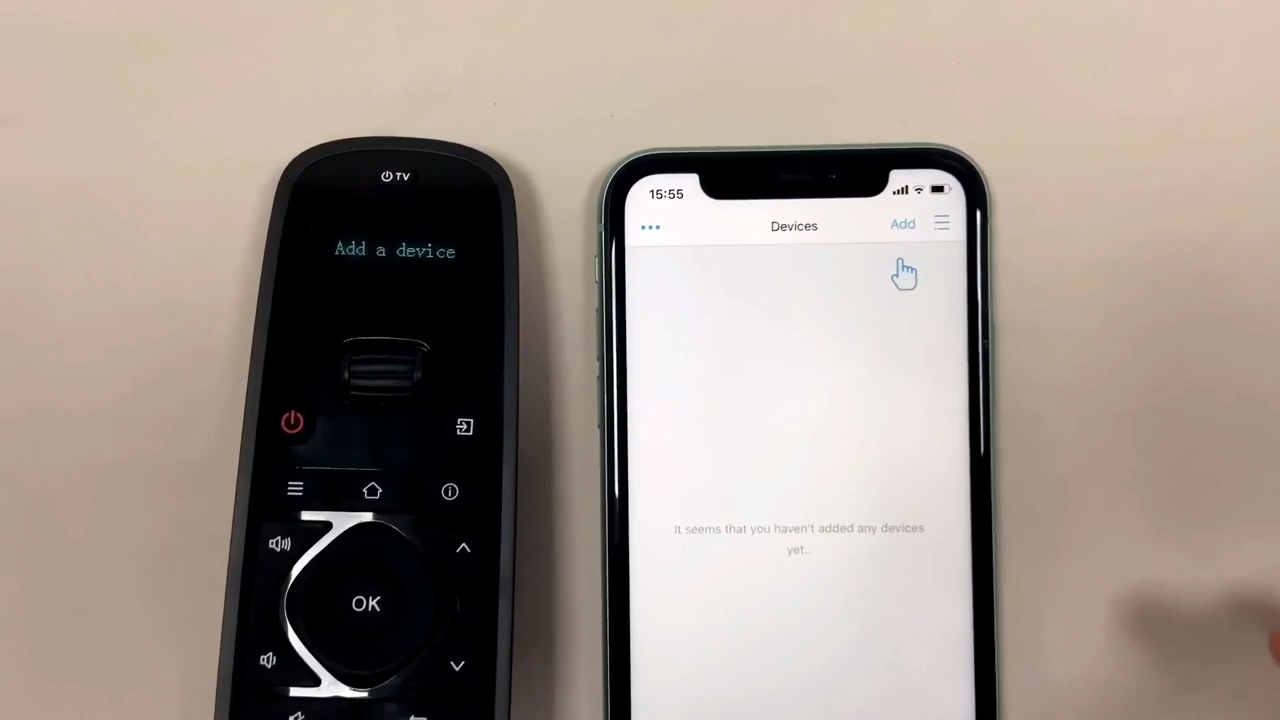 TV
Add a device
OK
15:55
Devices
Add
It seems that you haven't added any devices
yet..